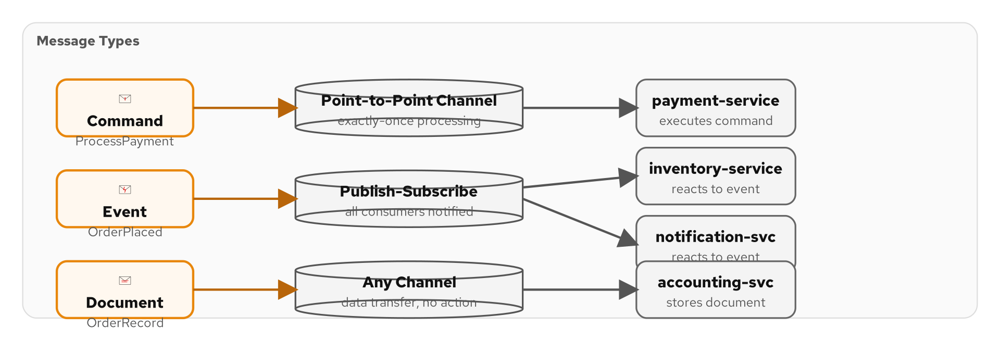 Message Types
Command
ProcessPayment
Point-to-Point Channel
exactly-once processing
payment-service
executes command
Event
OrderPlaced
Publish-Subscribe
all consumers notified
inventory-service
reacts to event
notification-svc
reacts to event
Document
OrderRecord
Any Channel
data transfer, no action
accounting-svc
stores document